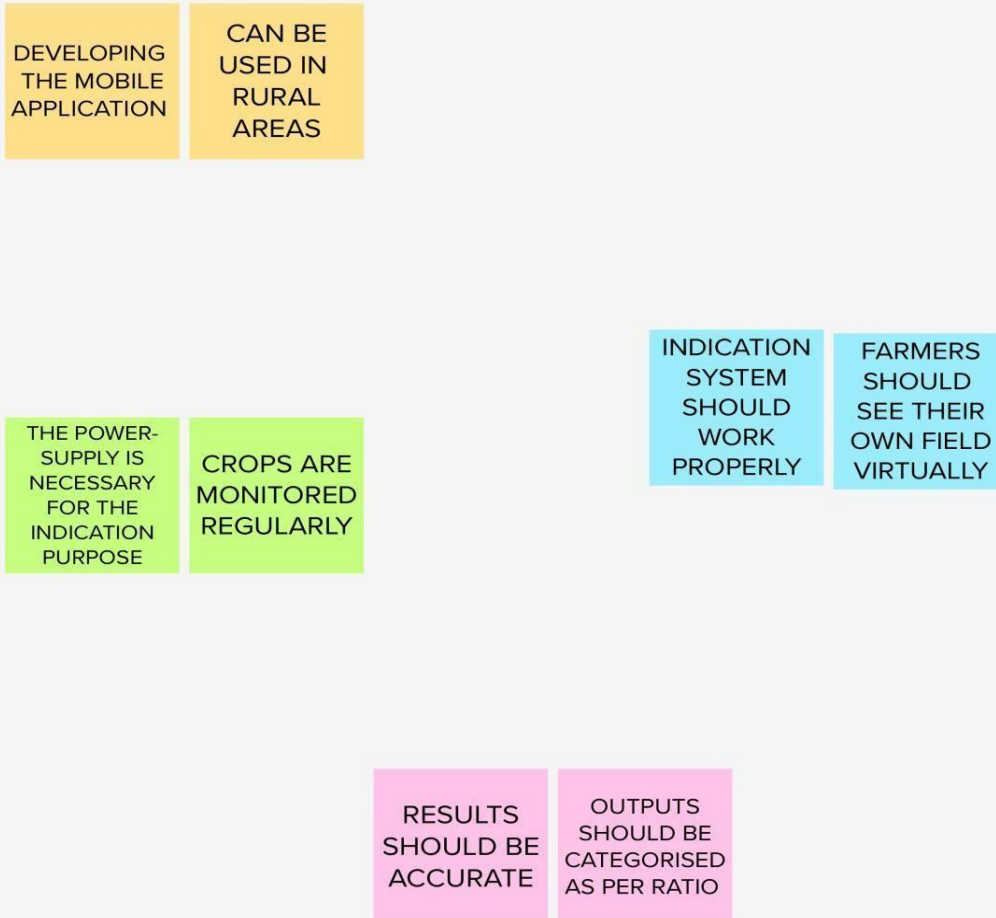 DEVELOPING
THE MOBILE
APPLICATION
CAN BE
USED IN
RURAL
AREAS
INDICATION
SYSTEM
SHOULD
WORK
PROPERLY
FARMERS
SHOULD
SEE THEIR
OWN FIELD
VIRTUALLY
THE POWER-
SUPPLY IS
NECESSARY
FOR THE
INDICATION
PURPOSE
CROPS ARE
MONITORED
REGULARLY
RESULTS
SHOULD BE
ACCURATE
OUTPUTS
SHOULD BE
CATEGORISED
AS PER RATIO